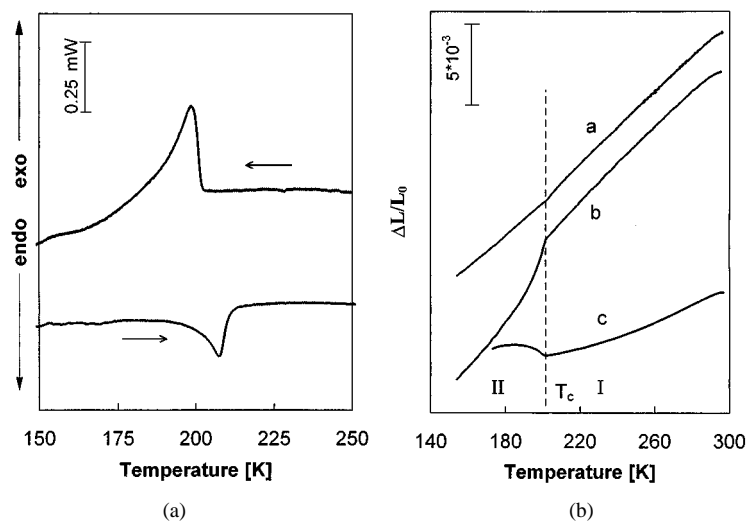 0.25 mW
endo exo
150 175 200 225 250
Temperature [K]
(a)
5*10⁻³
ΔL/L₀
a
b
c
II T_c I
140 180 220 260 300
Temperature [K]
(b)